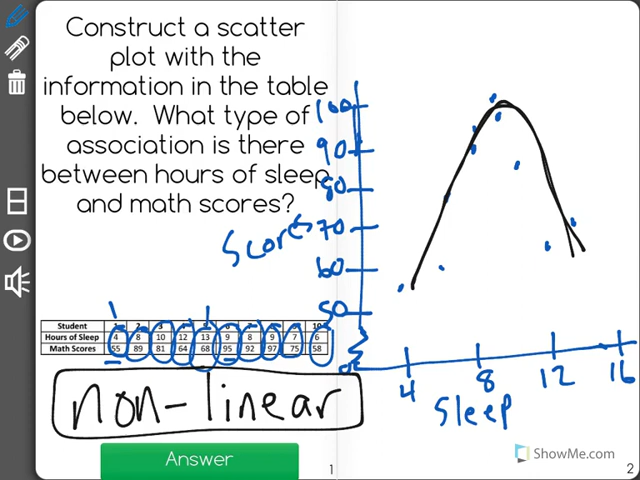 Construct a scatter
plot with the
information in the table
below. What type of
association is there
between hours of sleep
and math scores?
100
90
80
70
60
50
0
Scores
Student 1 2 3 4 5 6 7 8 9 10
Hours of Sleep 4 8 10 12 13 9 8 9 7 6
Math Scores 55 89 81 64 68 95 92 97 75 58
4 8 12 16
Sleep
non-linear
Answer
1
ShowMe.com
2